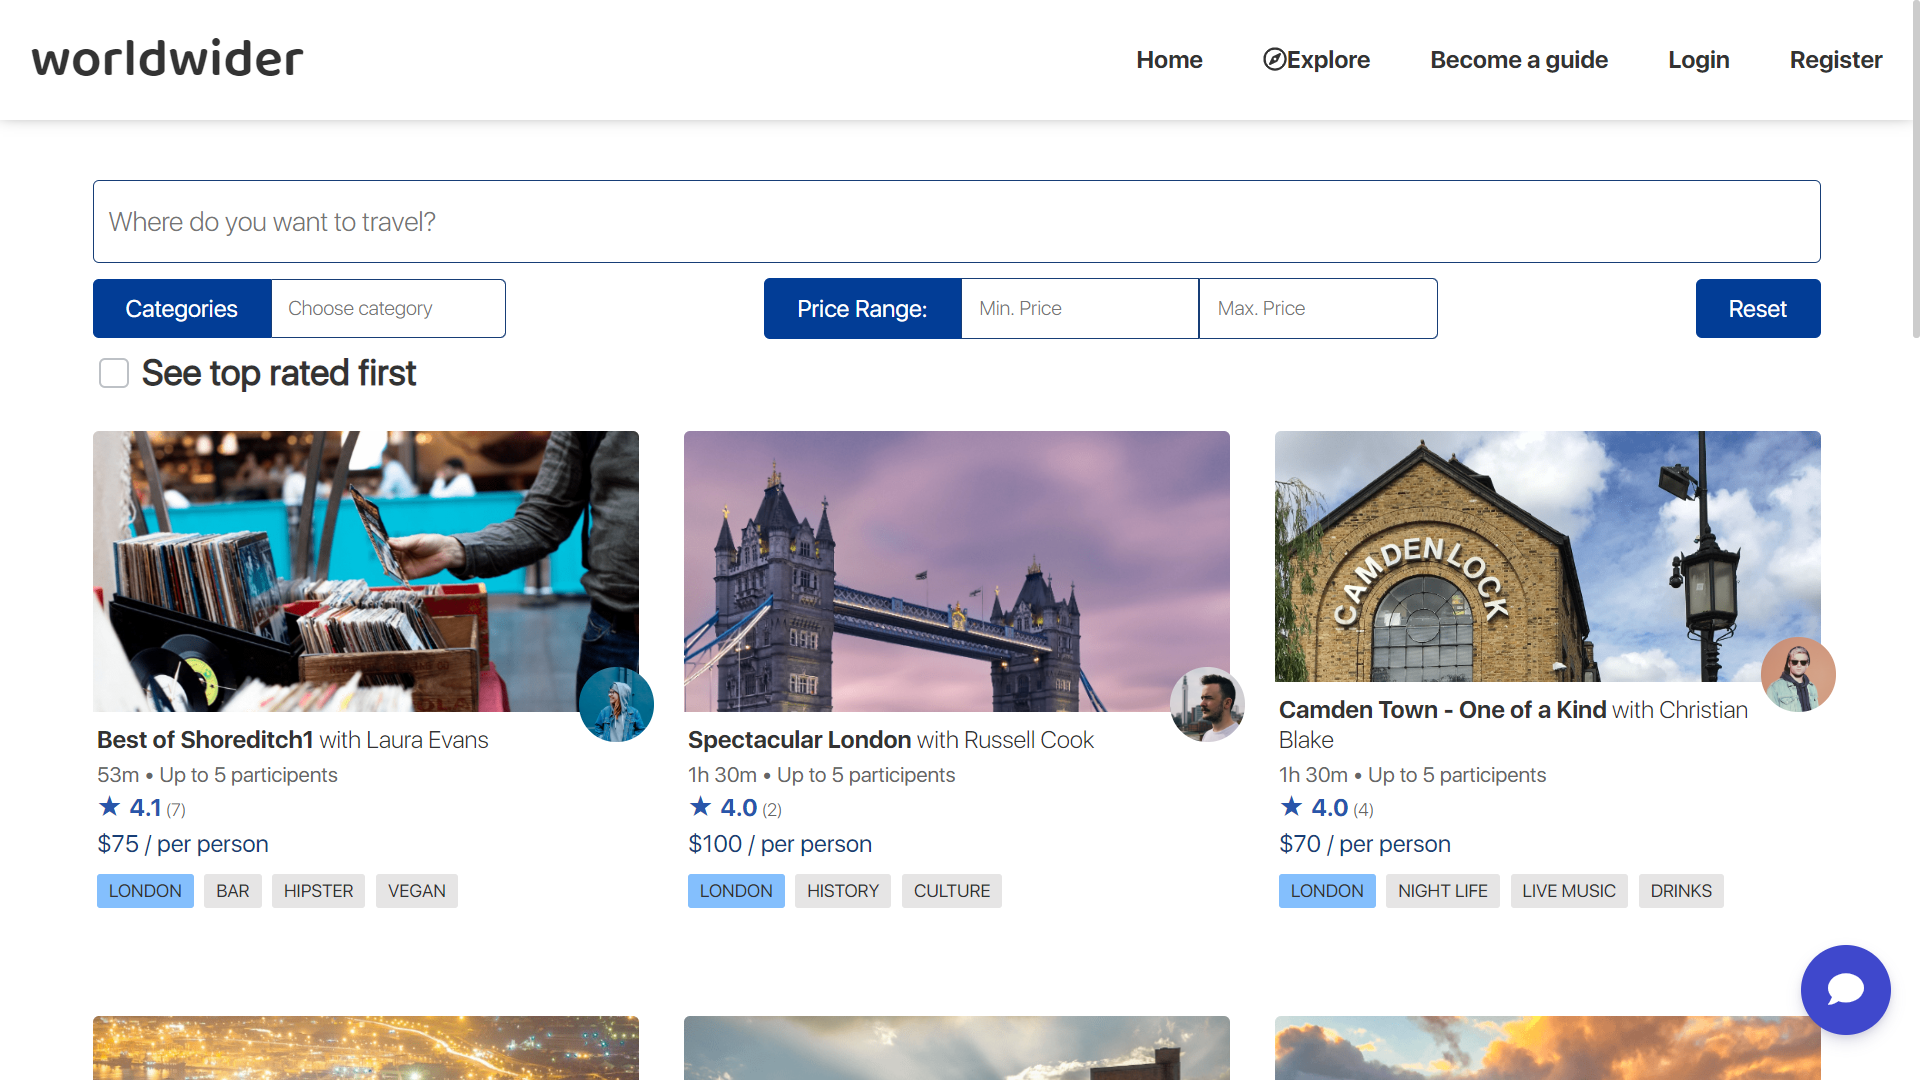 worldwider
Home
Explore
Become a guide
Login
Register
Where do you want to travel?
Categories
Choose category
Price Range:
Min. Price
Max. Price
Reset
See top rated first
CAMDEN LOCK
Best of Shoreditch1 with Laura Evans
53m • Up to 5 participants
★ 4.1 (7)
$75 / per person
LONDON
BAR
HIPSTER
VEGAN
Spectacular London with Russell Cook
1h 30m • Up to 5 participants
★ 4.0 (2)
$100 / per person
LONDON
HISTORY
CULTURE
Camden Town - One of a Kind with Christian
Blake
1h 30m • Up to 5 participants
★ 4.0 (4)
$70 / per person
LONDON
NIGHT LIFE
LIVE MUSIC
DRINKS